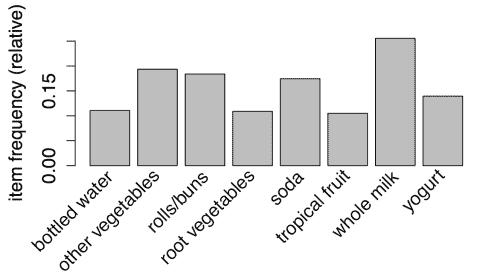 item frequency (relative)
0.15
0.00
bottled water
other vegetables
rolls/buns
root vegetables
soda
tropical fruit
whole milk
yogurt